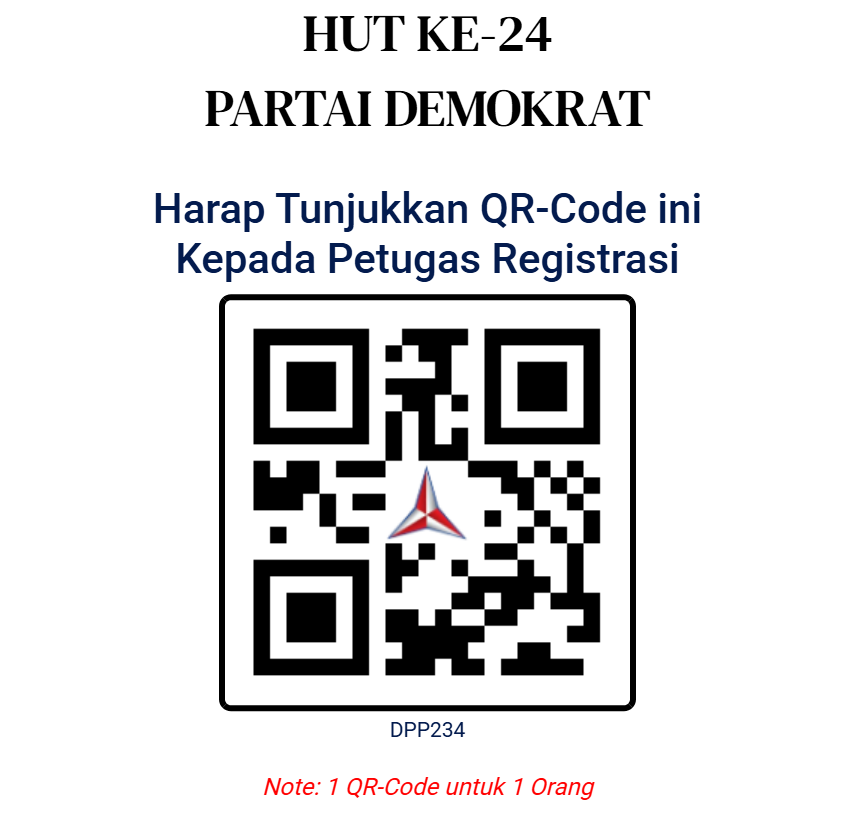 HUT KE-24
PARTAI DEMOKRAT
Harap Tunjukkan QR-Code ini
Kepada Petugas Registrasi
DPP234
Note: 1 QR-Code untuk 1 Orang